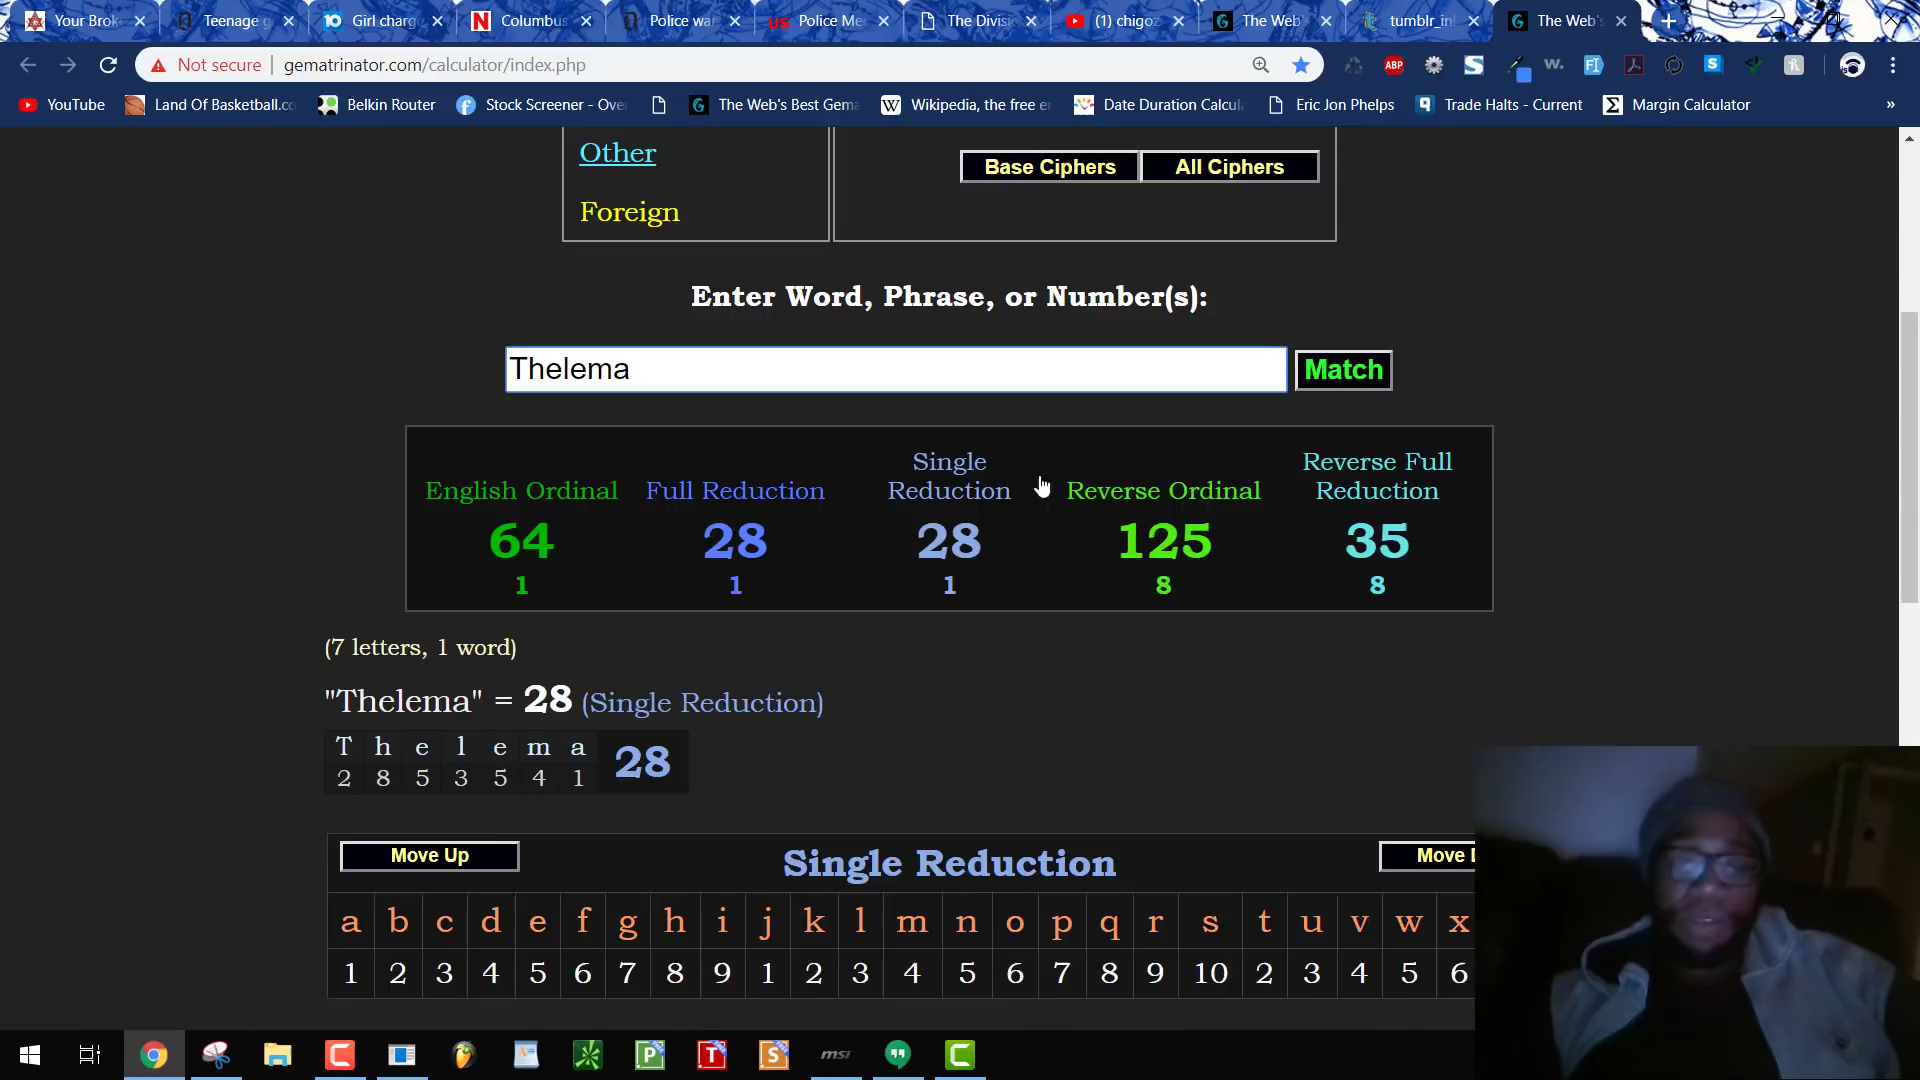 Your Brok
Teenage g
Girl charg
Columbus
Police wa
Police Me
The Divisi
(1) chigoz
The Web's
tumblr_in
The Web's
Not secure | gematrinator.com/calculator/index.php
YouTube
Land Of Basketball.co
Belkin Router
Stock Screener - Over
The Web's Best Gema
Wikipedia, the free e
Date Duration Calcul
Eric Jon Phelps
Trade Halts - Current
Margin Calculator
»
Other
Foreign
Base Ciphers
All Ciphers
Enter Word, Phrase, or Number(s):
Thelema
Match
English Ordinal
64
1
Full Reduction
28
1
Single
Reduction
28
1
Reverse Ordinal
125
8
Reverse Full
Reduction
35
8
(7 letters, 1 word)
"Thelema" = 28 (Single Reduction)
T h e l e m a
2 8 5 3 5 4 1
28
Move Up
Single Reduction
Move
a b c d e f g h i j k l m n o p q r s t u v w x
1 2 3 4 5 6 7 8 9 1 2 3 4 5 6 7 8 9 10 2 3 4 5 6
msi